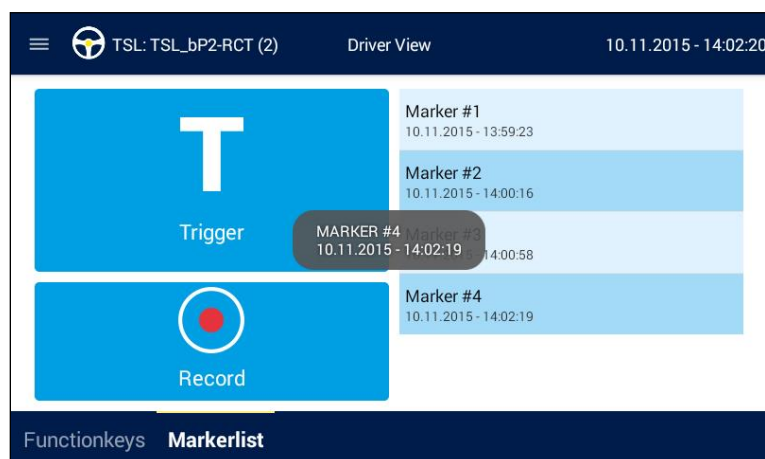 TSL: TSL_bP2-RCT (2)
Driver View
10.11.2015 - 14:02:20
T
Trigger
Record
Marker #1
10.11.2015 - 13:59:23
Marker #2
10.11.2015 - 14:00:16
Marker #3
14:00:58
MARKER #4
10.11.2015 - 14:02:19
Marker #4
10.11.2015 - 14:02:19
Functionkeys
Markerlist